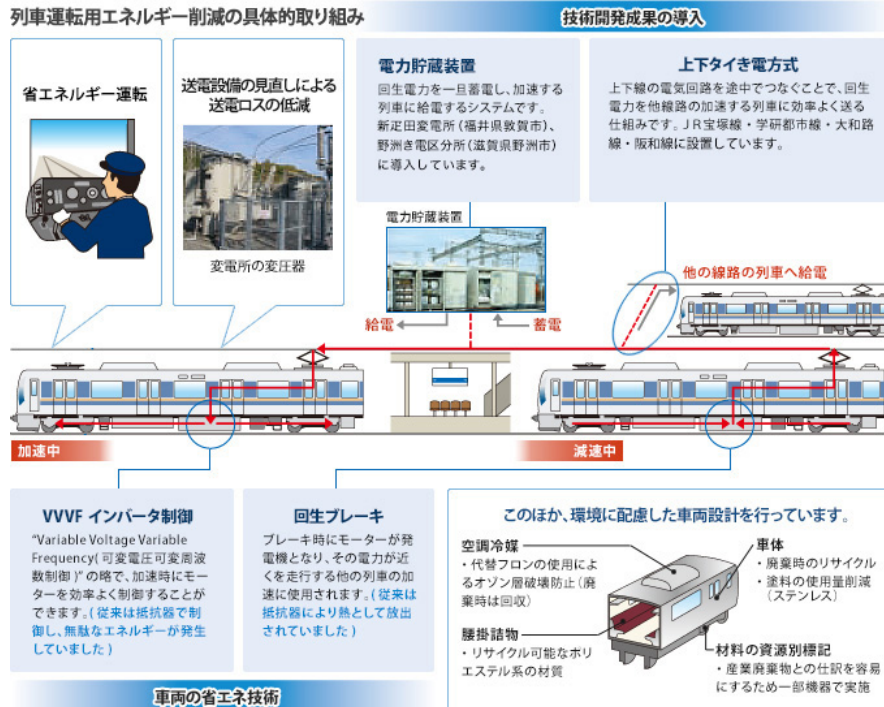 列車運転用エネルギー削減の具体的取り組み
技術開発成果の導入
省エネルギー運転
送電設備の見直しによる
送電ロスの低減
変電所の変圧器
電力貯蔵装置
回生電力を一旦蓄電し、加速する
列車に給電するシステムです。
新疋田変電所(福井県敦賀市)、
野洲き電区分所(滋賀県野洲市)
に導入しています。
上下タイき電方式
上下線の電気回路を途中でつなぐことで、回生
電力を他線路の加速する列車に効率よく送る
仕組みです。JR宝塚線・学研都市線・大和路
線・阪和線に設置しています。
電力貯蔵装置
給電
蓄電
他の線路の列車へ給電
加速中
減速中
VVVF インバータ制御
“Variable Voltage Variable
Frequency(可変電圧可変周波
数制御)”の略で、加速時にモー
ターを効率よく制御することが
できます。(従来は抵抗器で制
御し、無駄なエネルギーが発生
していました)
回生ブレーキ
ブレーキ時にモーターが発
電機となり、その電力が近
くを走行する他の列車の加
速に使用されます。(従来は
抵抗器により熱として放出
されていました)
このほか、環境に配慮した車両設計を行っています。
空調冷媒
・代替フロンの使用によ
るオゾン層破壊防止(廃
棄時は回収)
腰掛詰物
・リサイクル可能なポリ
エステル系の材質
車体
・廃棄時のリサイクル
・塗料の使用量削減
(ステンレス)
材料の資源別標記
・産業廃棄物との仕訳を容易
にするため一部機器で実施
車両の省エネ技術